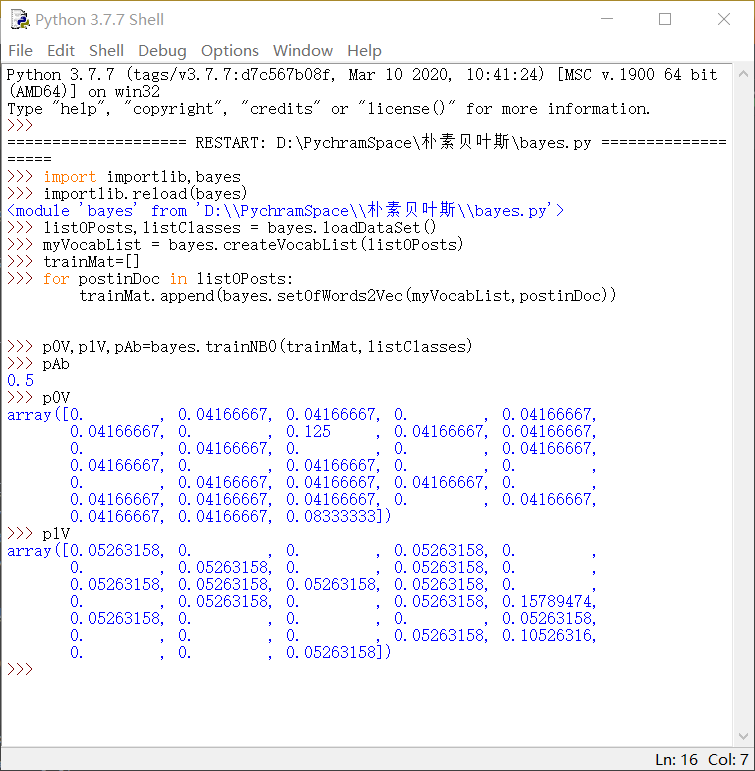 Python 3.7.7 Shell
File Edit Shell Debug Options Window Help
Python 3.7.7 (tags/v3.7.7:d7c567b08f, Mar 10 2020, 10:41:24) [MSC v.1900 64 bit
(AMD64)] on win32
Type "help", "copyright", "credits" or "license()" for more information.
>>>
==================== RESTART: D:\PychramSpace\朴素贝叶斯\bayes.py ==============
=====
>>> import importlib,bayes
>>> importlib.reload(bayes)
<module 'bayes' from 'D:\\PychramSpace\\朴素贝叶斯\\bayes.py'>
>>> listOPosts,listClasses = bayes.loadDataSet()
>>> myVocabList = bayes.createVocabList(listOPosts)
>>> trainMat=[]
>>> for postinDoc in listOPosts:
        trainMat.append(bayes.setOfWords2Vec(myVocabList,postinDoc))
>>> p0V,p1V,pAb=bayes.trainNB0(trainMat,listClasses)
>>> pAb
0.5
>>> p0V
array([0.        , 0.04166667, 0.04166667, 0.        , 0.04166667,
       0.04166667, 0.        , 0.125     , 0.04166667, 0.04166667,
       0.        , 0.04166667, 0.        , 0.        , 0.04166667,
       0.04166667, 0.        , 0.04166667, 0.        , 0.        ,
       0.        , 0.04166667, 0.04166667, 0.04166667, 0.        ,
       0.04166667, 0.04166667, 0.04166667, 0.        , 0.04166667,
       0.04166667, 0.04166667, 0.08333333])
>>> p1V
array([0.05263158, 0.        , 0.        , 0.05263158, 0.        ,
       0.        , 0.05263158, 0.        , 0.05263158, 0.        ,
       0.05263158, 0.05263158, 0.05263158, 0.05263158, 0.        ,
       0.        , 0.05263158, 0.        , 0.05263158, 0.15789474,
       0.05263158, 0.        , 0.        , 0.        , 0.05263158,
       0.        , 0.        , 0.        , 0.05263158, 0.10526316,
       0.        , 0.        , 0.05263158])
>>>
Ln: 16 Col: 7